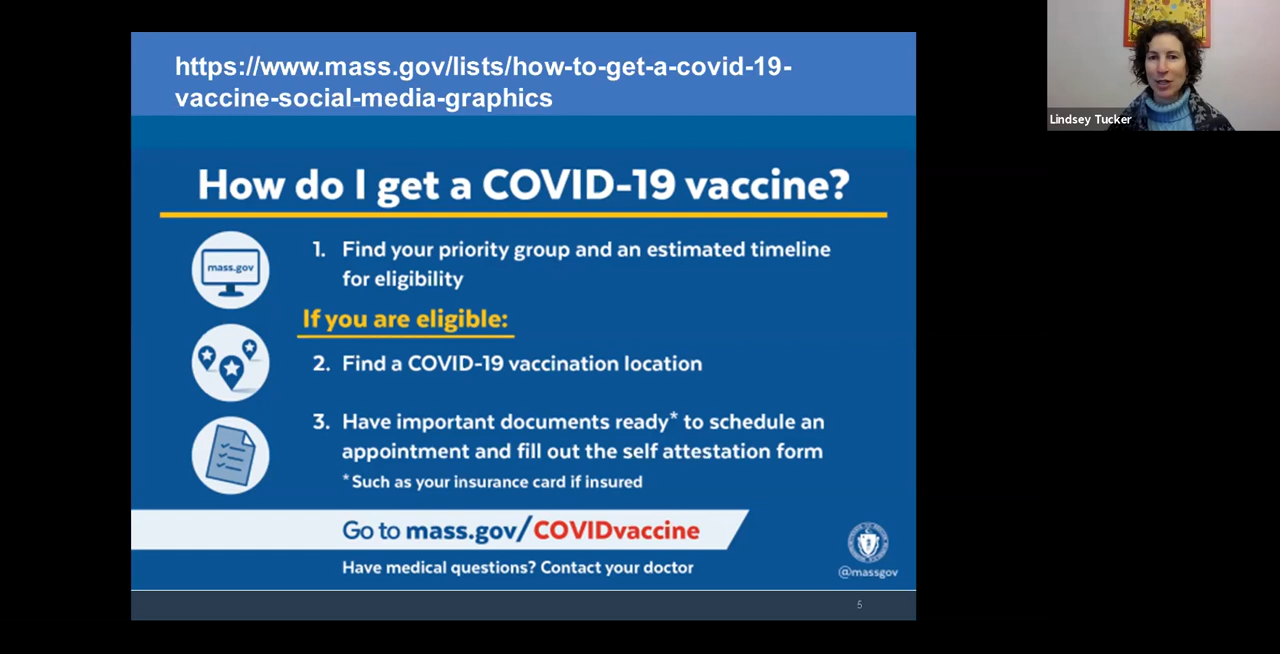 https://www.mass.gov/lists/how-to-get-a-covid-19-
vaccine-social-media-graphics
Lindsey Tucker
How do I get a COVID-19 vaccine?
mass.gov
1. Find your priority group and an estimated timeline
for eligibility
If you are eligible:
2. Find a COVID-19 vaccination location
3. Have important documents ready* to schedule an
appointment and fill out the self attestation form
*Such as your insurance card if insured
Go to mass.gov/COVIDvaccine
Have medical questions? Contact your doctor
@massgov
5